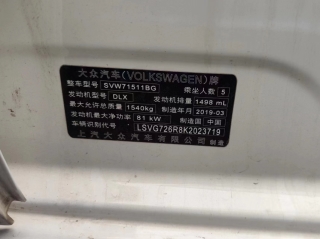 大众汽车(VOLKSWAGEN)牌
整车型号 SVW71511BG 乘坐人数 5
发动机型号 DLX 发动机排量 1498 mL
最大允许总质量 1540kg 制造年月 2019-03
发动机最大净功率 81 kW 制造国 中国
车辆识别代号 LSVG726R8K2023719
上汽大众汽车有限公司 制造